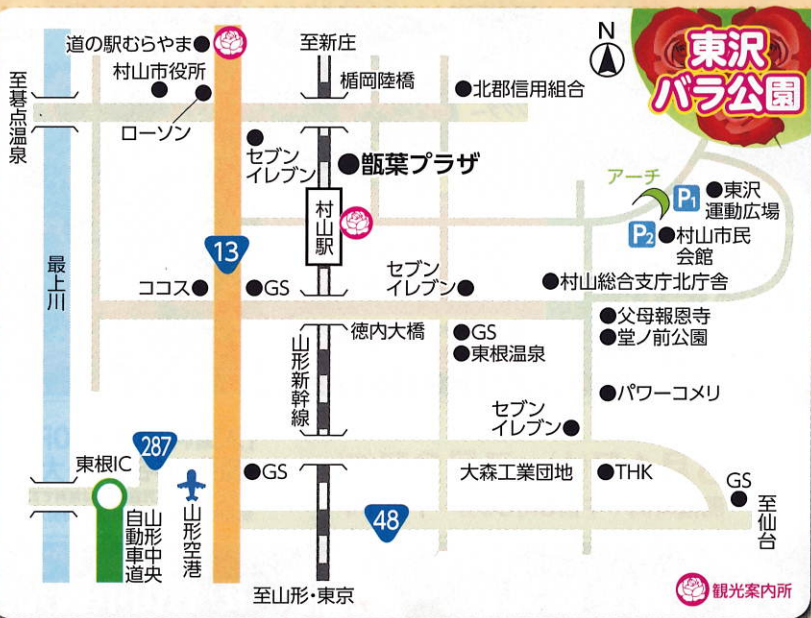 道の駅むらやま
至新庄
N
東沢
バラ公園
至碁点温泉
村山市役所
楯岡陸橋
北郡信用組合
ローソン
セブン
イレブン
甑葉プラザ
アーチ
P1
東沢
運動広場
村山駅
P2
村山市民
会館
13
最上川
ココス
GS
セブン
イレブン
村山総合支庁北庁舎
父母報恩寺
徳内大橋
GS
堂ノ前公園
東根温泉
山形新幹線
パワーコメリ
セブン
イレブン
287
東根IC
GS
大森工業団地
THK
GS
山形中央
自動車道
山形空港
48
至仙台
至山形・東京
観光案内所